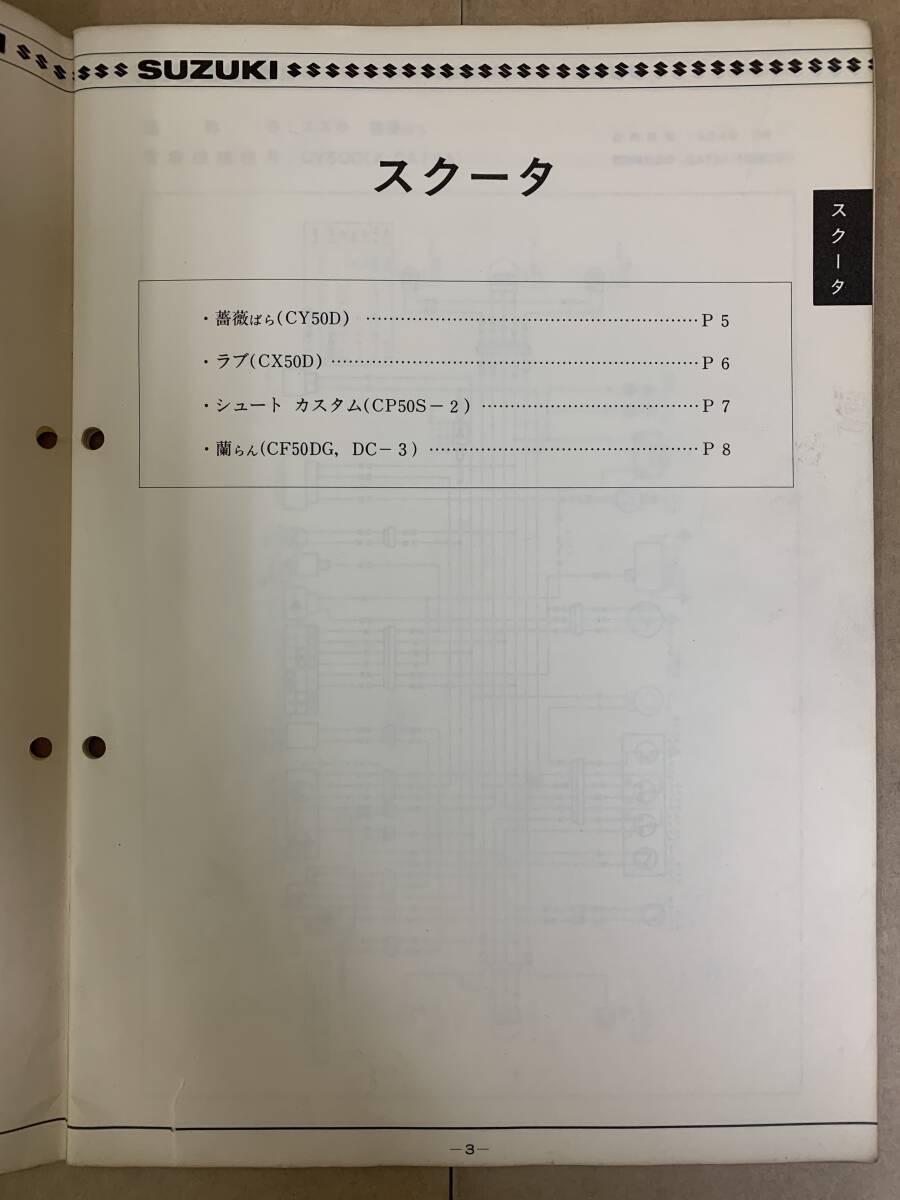 SUZUKI
スクータ
スクータ
・薔薇ばら(CY50D) ……………………………………………………P 5
・ラブ(CX50D) …………………………………………………………P 6
・シュート カスタム(CP50S－2) …………………………………P 7
・蘭らん(CF50DG, DC－3) …………………………………………P 8
―3―